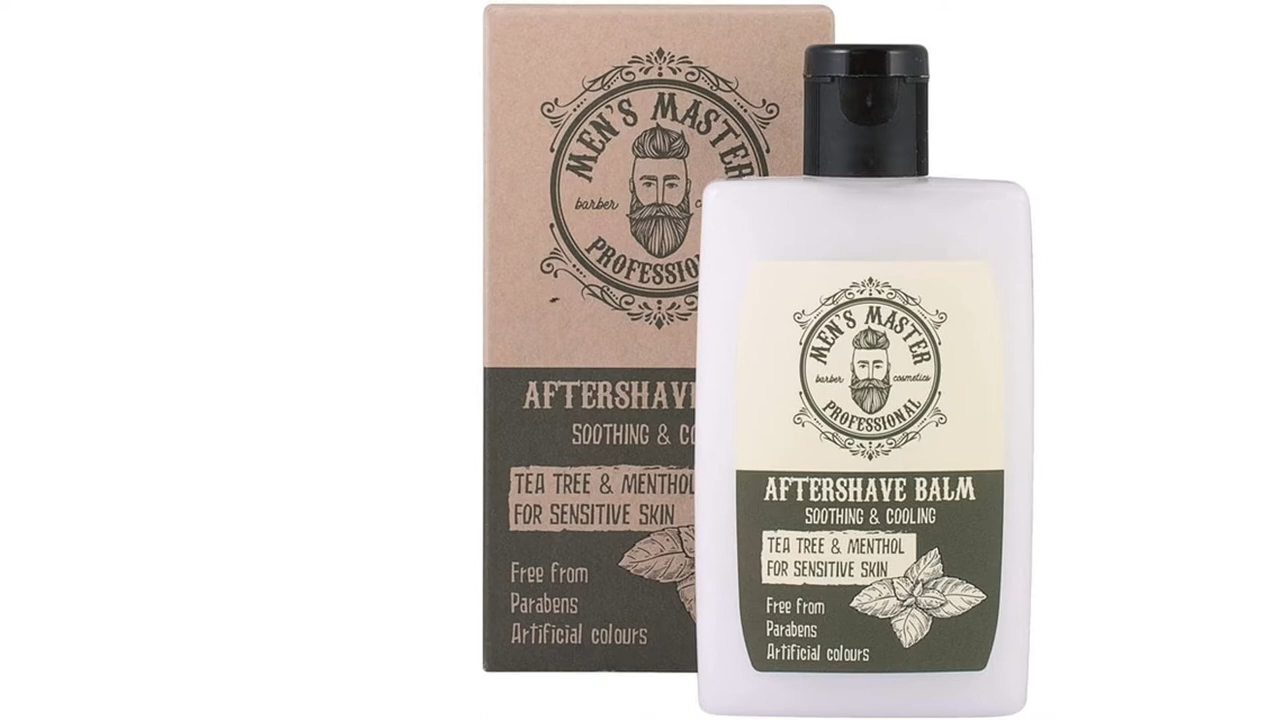 MEN'S MASTER
barber
PROFESSIO
AFTERSHAVE
SOOTHING & CO
TEA TREE & MENTHOL
FOR SENSITIVE SKIN
Free from
Parabens
Artificial colours
MEN'S MASTER
barber cosmetics
PROFESSIONAL
AFTERSHAVE BALM
SOOTHING & COOLING
TEA TREE & MENTHOL
FOR SENSITIVE SKIN
Free from
Parabens
Artificial colours